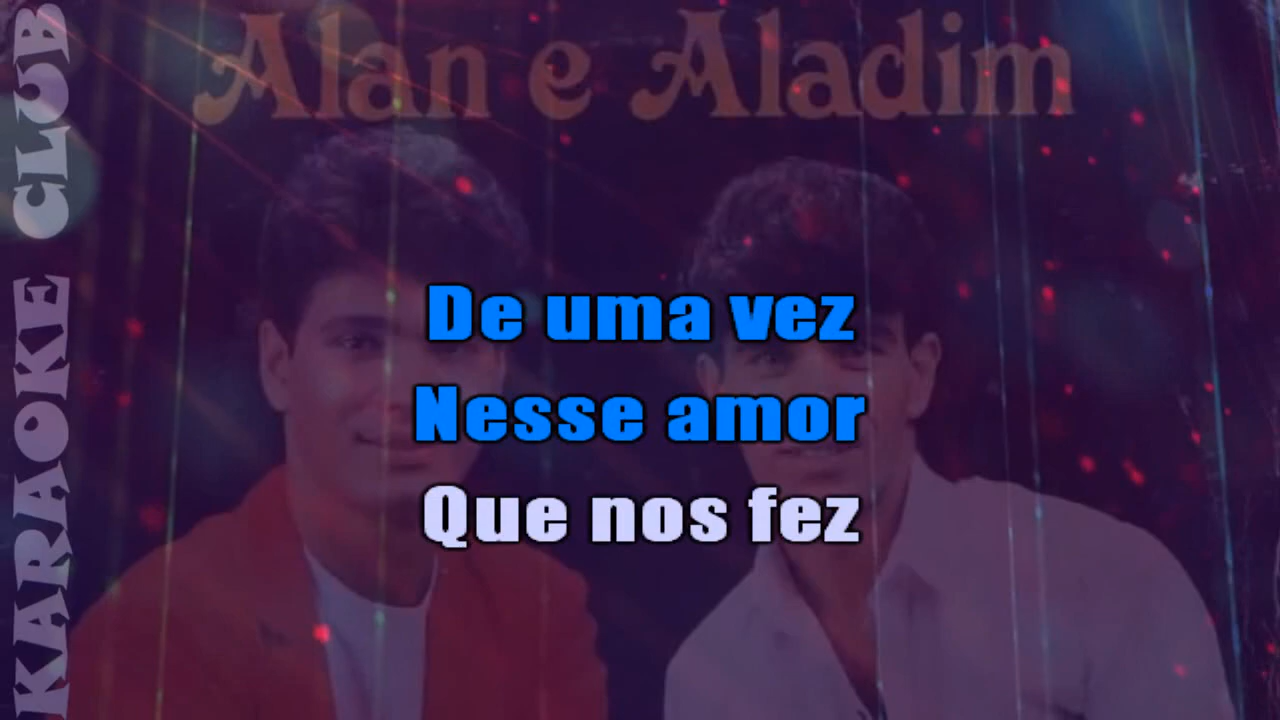 Alan e Aladim
KARAOKE CLUB
De uma vez
Nesse amor
Que nos fez